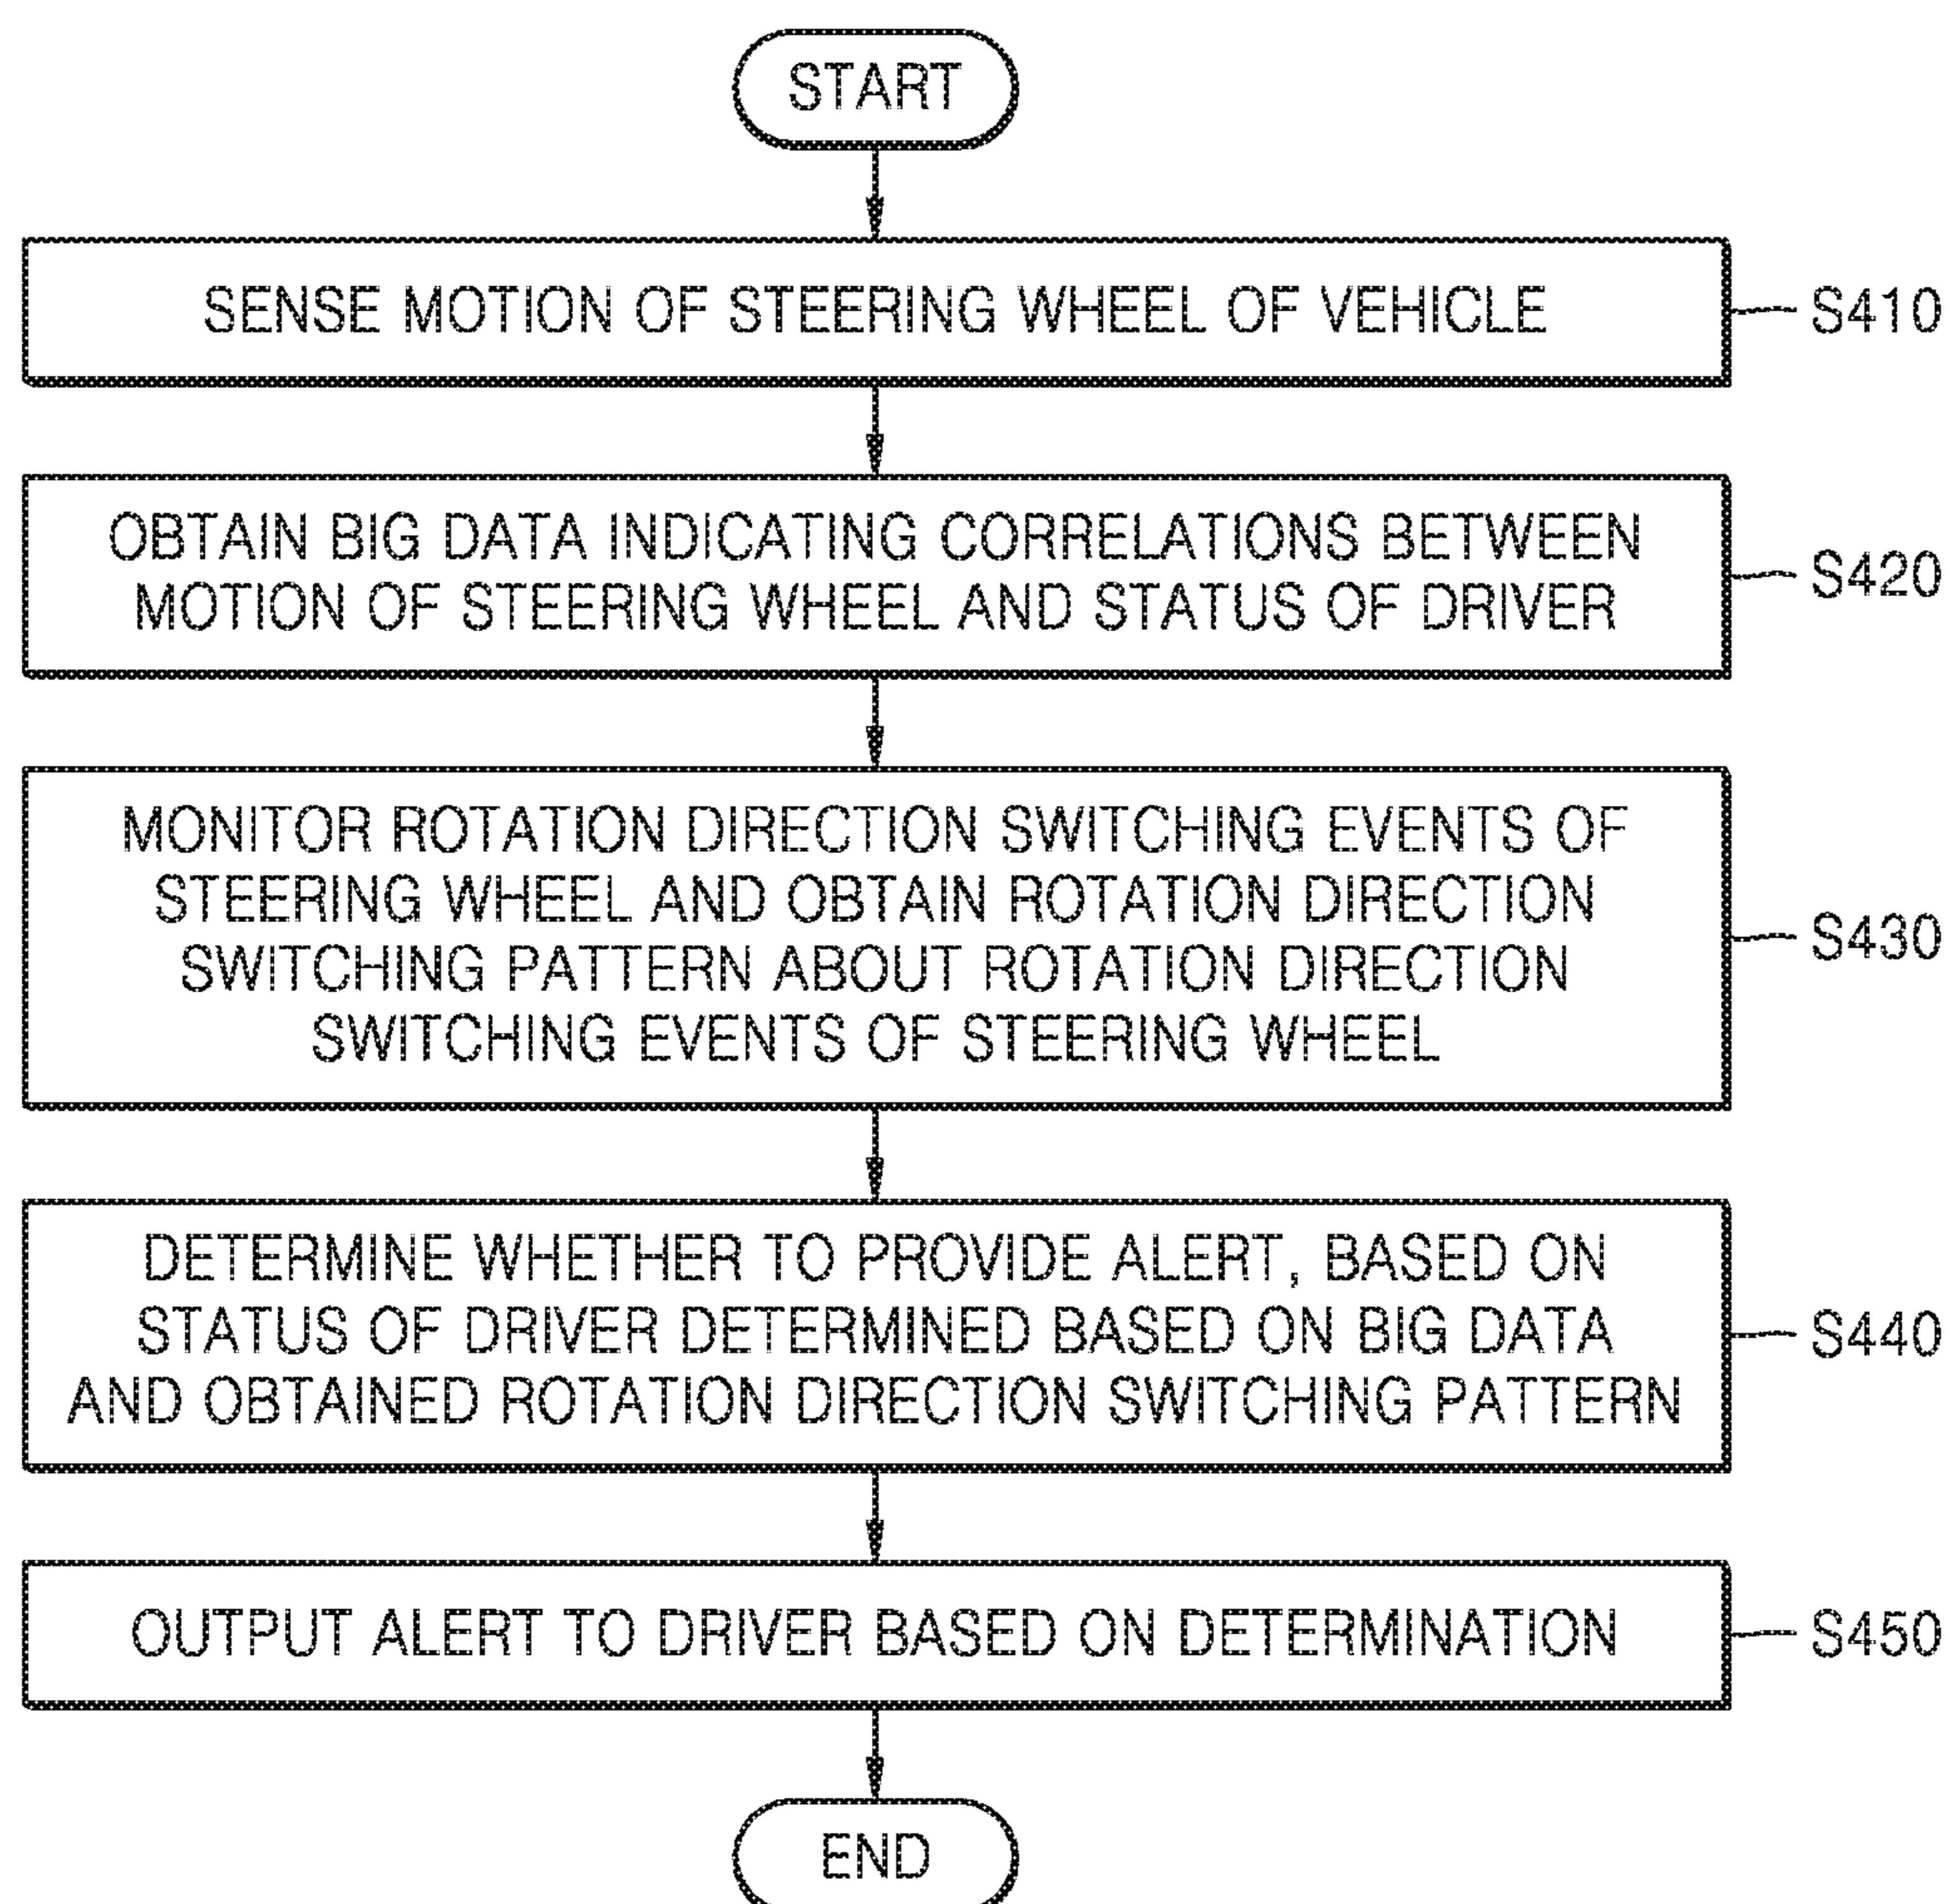 START
SENSE MOTION OF STEERING WHEEL OF VEHICLE
S410
OBTAIN BIG DATA INDICATING CORRELATIONS BETWEEN
MOTION OF STEERING WHEEL AND STATUS OF DRIVER
S420
MONITOR ROTATION DIRECTION SWITCHING EVENTS OF
STEERING WHEEL AND OBTAIN ROTATION DIRECTION
SWITCHING PATTERN ABOUT ROTATION DIRECTION
SWITCHING EVENTS OF STEERING WHEEL
S430
DETERMINE WHETHER TO PROVIDE ALERT, BASED ON
STATUS OF DRIVER DETERMINED BASED ON BIG DATA
AND OBTAINED ROTATION DIRECTION SWITCHING PATTERN
S440
OUTPUT ALERT TO DRIVER BASED ON DETERMINATION
S450
END